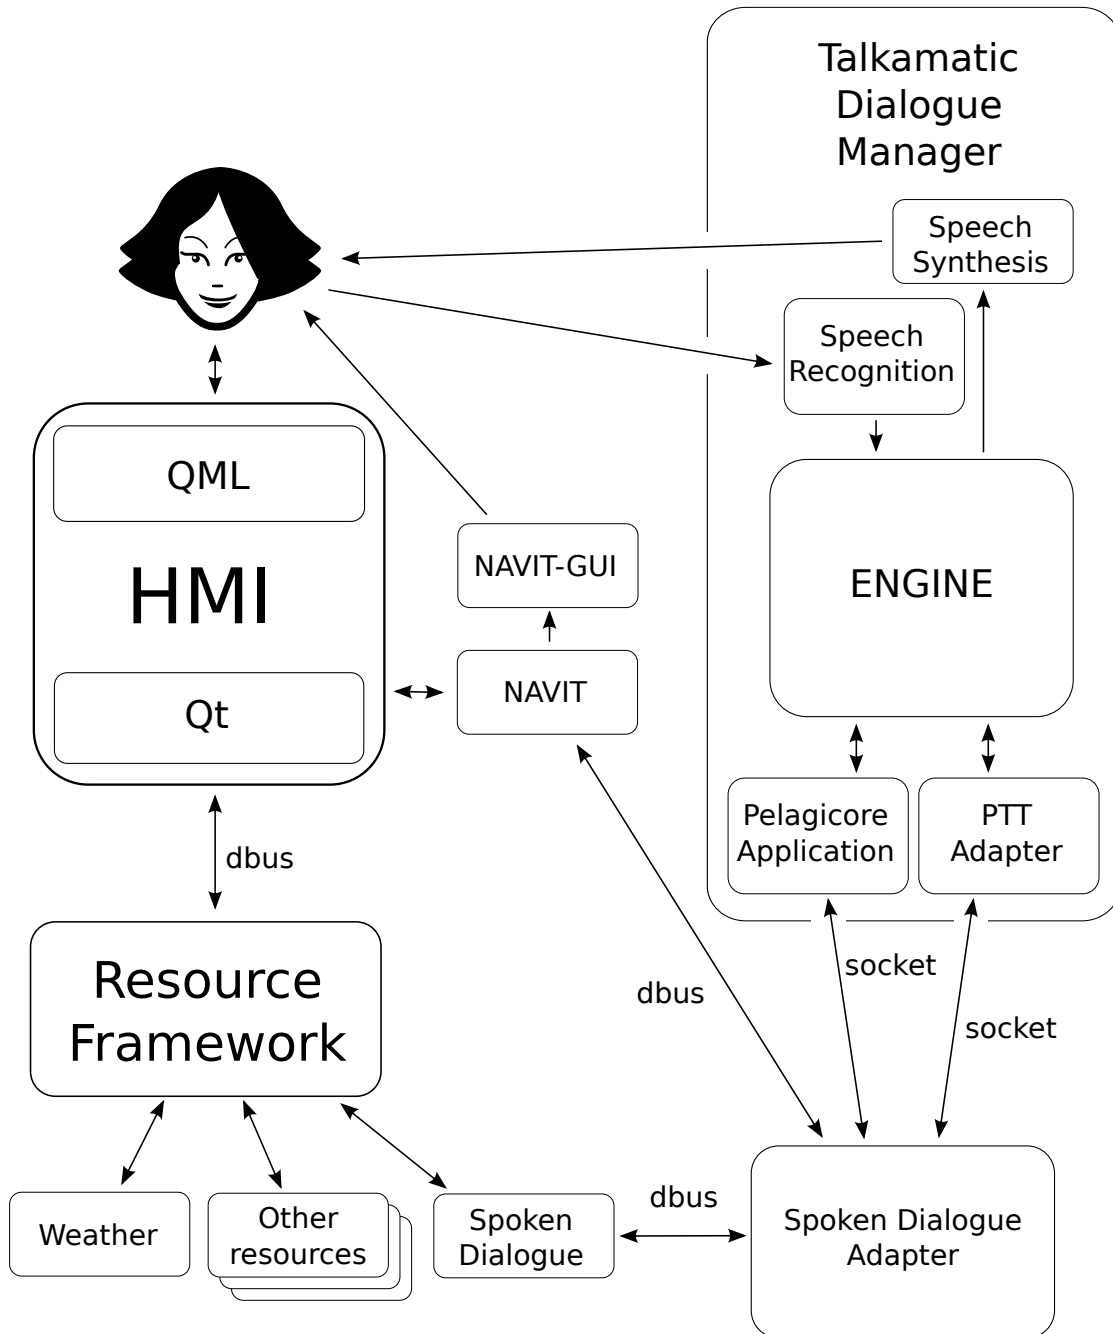 Talkamatic
Dialogue
Manager
Speech
Synthesis
Speech
Recognition
QML
HMI
Qt
NAVIT-GUI
NAVIT
ENGINE
Pelagicore
Application
PTT
Adapter
dbus
Resource
Framework
dbus
socket
socket
Weather
Other
resources
Spoken
Dialogue
dbus
Spoken Dialogue
Adapter